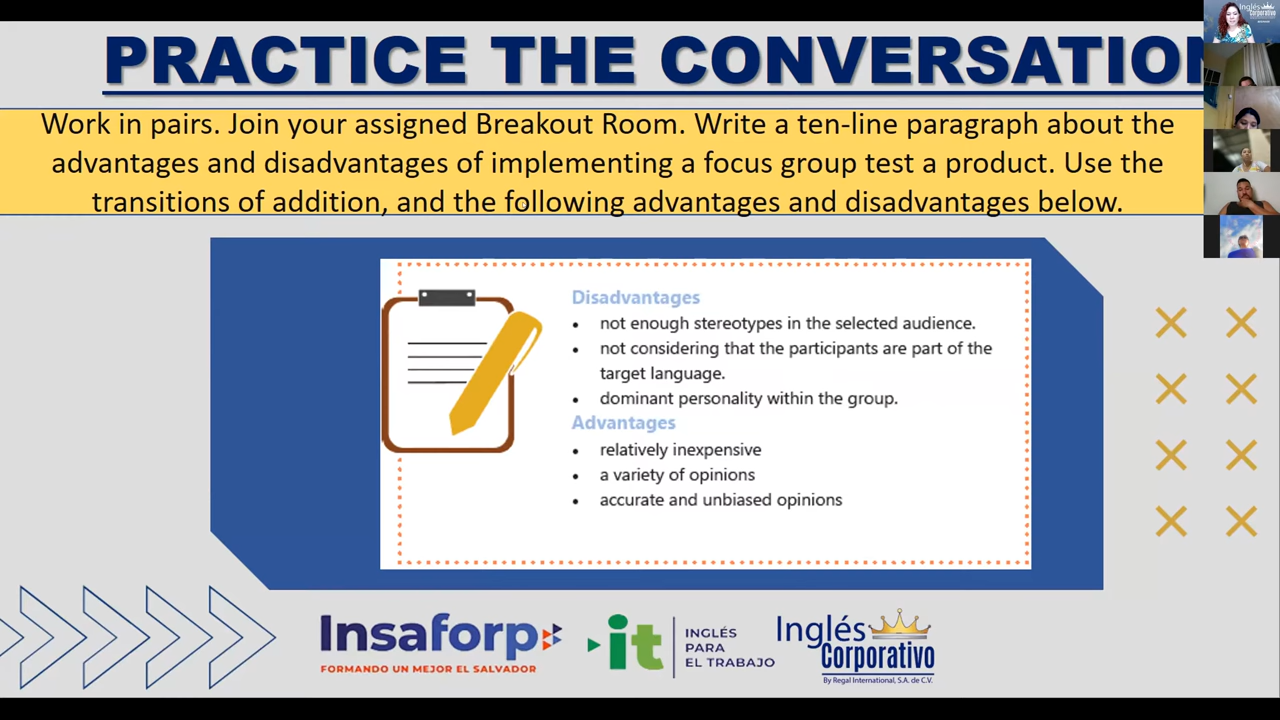 PRACTICE THE CONVERSATION
Work in pairs. Join your assigned Breakout Room. Write a ten-line paragraph about the
advantages and disadvantages of implementing a focus group test a product. Use the
transitions of addition, and the following advantages and disadvantages below.
Disadvantages
• not enough stereotypes in the selected audience.
• not considering that the participants are part of the
target language.
• dominant personality within the group.
Advantages
• relatively inexpensive
• a variety of opinions
• accurate and unbiased opinions
Insaforp
FORMANDO UN MEJOR EL SALVADOR
it
INGLÉS
PARA
EL TRABAJO
Inglés
Corporativo
By Regal International, S.A. de C.V.
Inglés
Corporativo